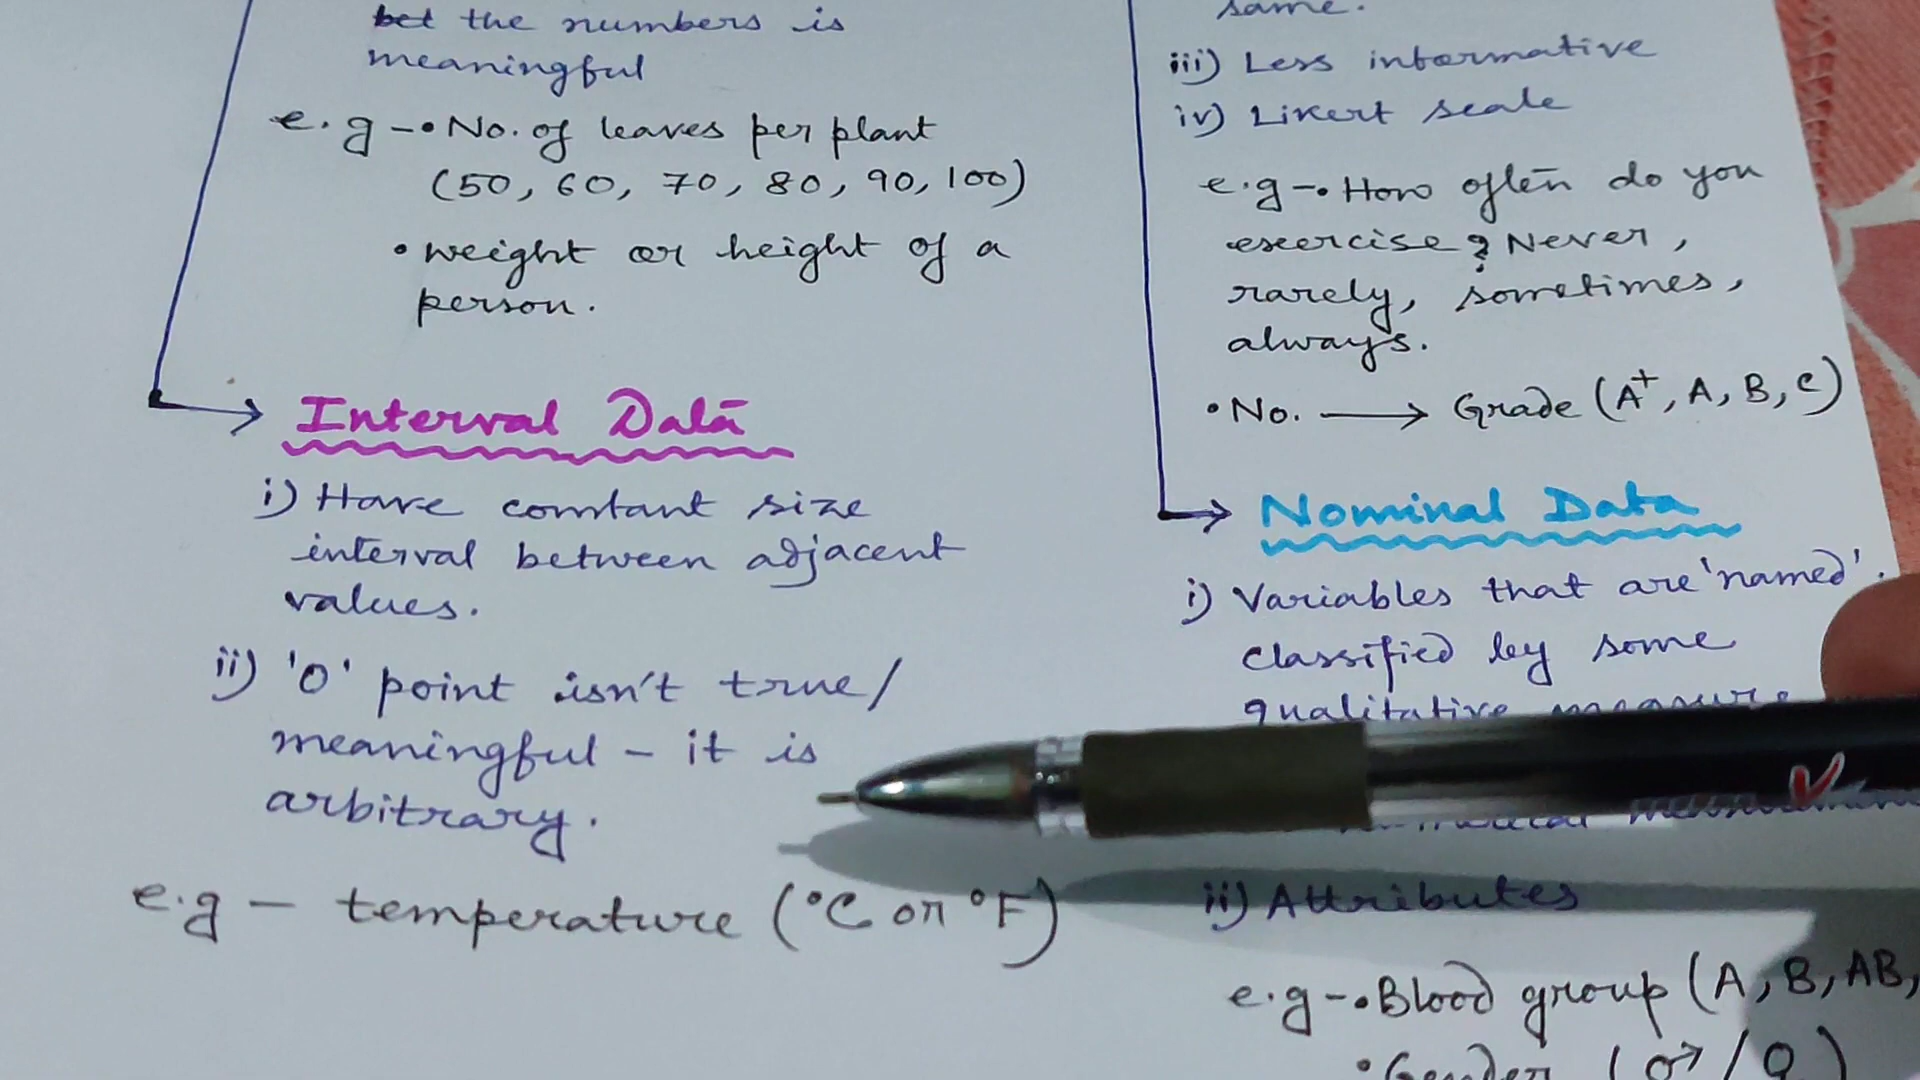 bet the numbers is
meaningful
e.g -• No. of leaves per plant
(50, 60, 70, 80, 90, 100)
• weight or height of a
person.
Interval Data
i) Have constant size
interval between adjacent
values.
ii) '0' point isn't true/
meaningful - it is
arbitrary.
e.g - temperature (°C or °F)
same.
iii) Less informative
iv) Likert scale
e.g -• How often do you
exercise? Never,
rarely, sometimes,
always.
• No. ⟶ Grade (A⁺, A, B, C)
Nominal Data
i) Variables that are 'named'.
classified by some
qualitative measure
ii) Attributes
e.g -• Blood group (A, B, AB,
• Gender (♂/♀)